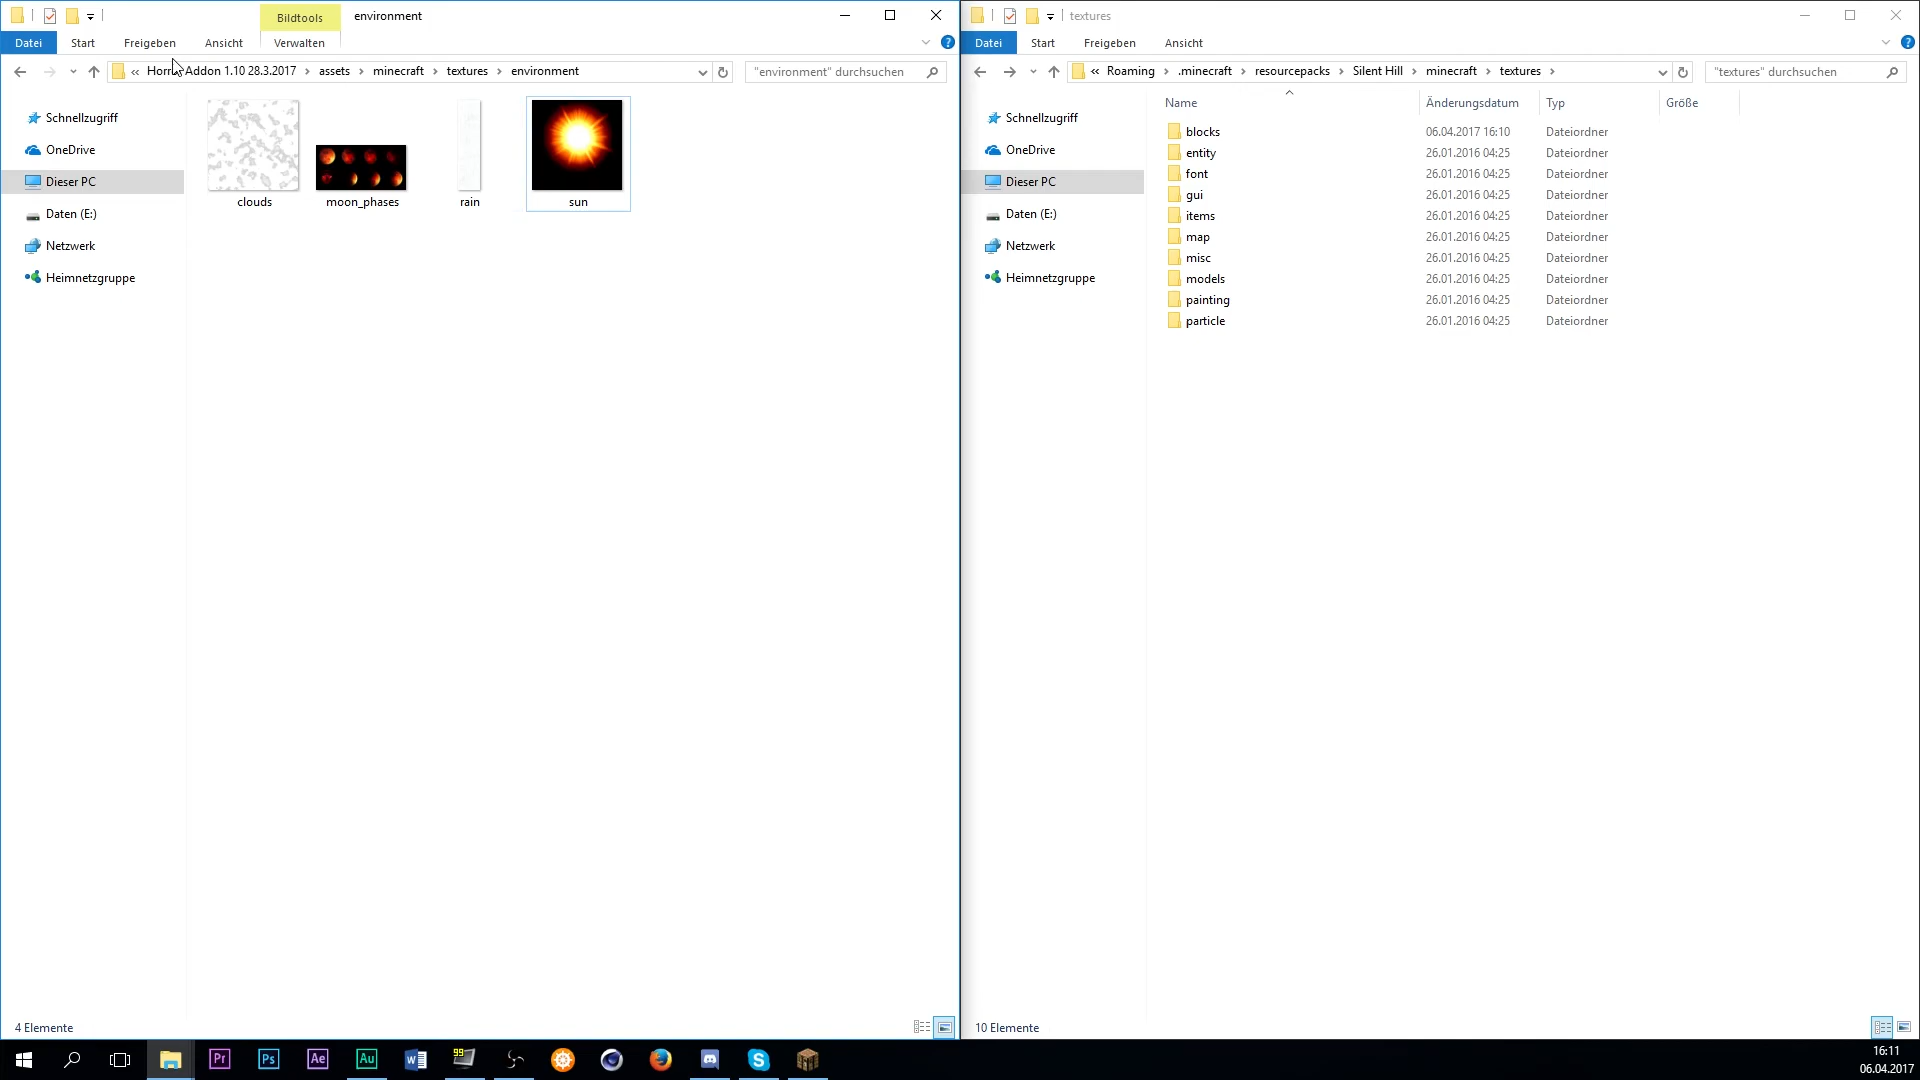 Bildtools
environment
Datei
Start
Freigeben
Ansicht
Verwalten
« Addon 1.10 28.3.2017 › assets › minecraft › textures › environment
"environment" durchsuchen
Schnellzugriff
OneDrive
Dieser PC
Daten (E:)
Netzwerk
Heimnetzgruppe
clouds
moon_phases
rain
sun
4 Elemente
textures
Datei
Start
Freigeben
Ansicht
« Roaming › .minecraft › resourcepacks › Silent Hill › minecraft › textures ›
"textures" durchsuchen
Schnellzugriff
OneDrive
Dieser PC
Daten (E:)
Netzwerk
Heimnetzgruppe
Name Änderungsdatum Typ Größe
blocks 06.04.2017 16:10 Dateiordner
entity 26.01.2016 04:25 Dateiordner
font 26.01.2016 04:25 Dateiordner
gui 26.01.2016 04:25 Dateiordner
items 26.01.2016 04:25 Dateiordner
map 26.01.2016 04:25 Dateiordner
misc 26.01.2016 04:25 Dateiordner
models 26.01.2016 04:25 Dateiordner
painting 26.01.2016 04:25 Dateiordner
particle 26.01.2016 04:25 Dateiordner
10 Elemente
Pr
Ps
Ae
Au
W
99
S
16:11
06.04.2017